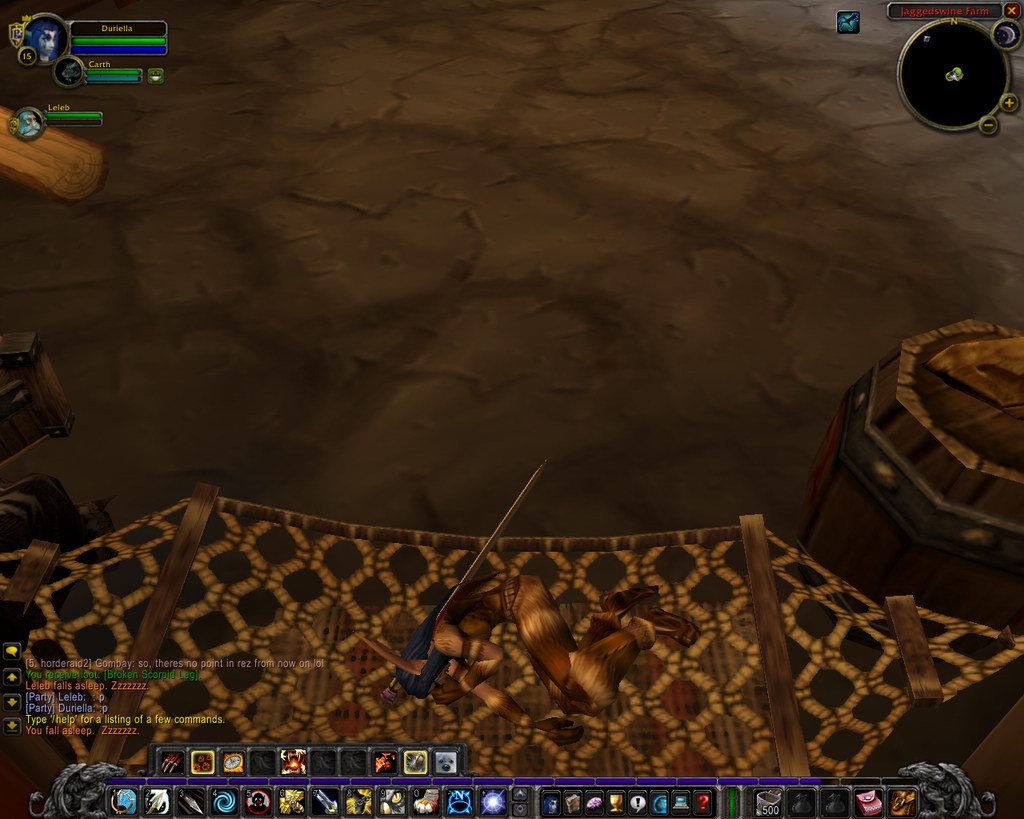 Duriella
15
Carth
Leleb
Jaggedswine Farm
N
[5. horderaid2] Gombay: so, theres no point in rez from now on lol
You receive loot: [Broken Scorpid Leg].
Leleb falls asleep. Zzzzzzz.
[Party] Leleb: :p
[Party] Duriella: :p
Type '/help' for a listing of a few commands.
You fall asleep. Zzzzzzz.
500